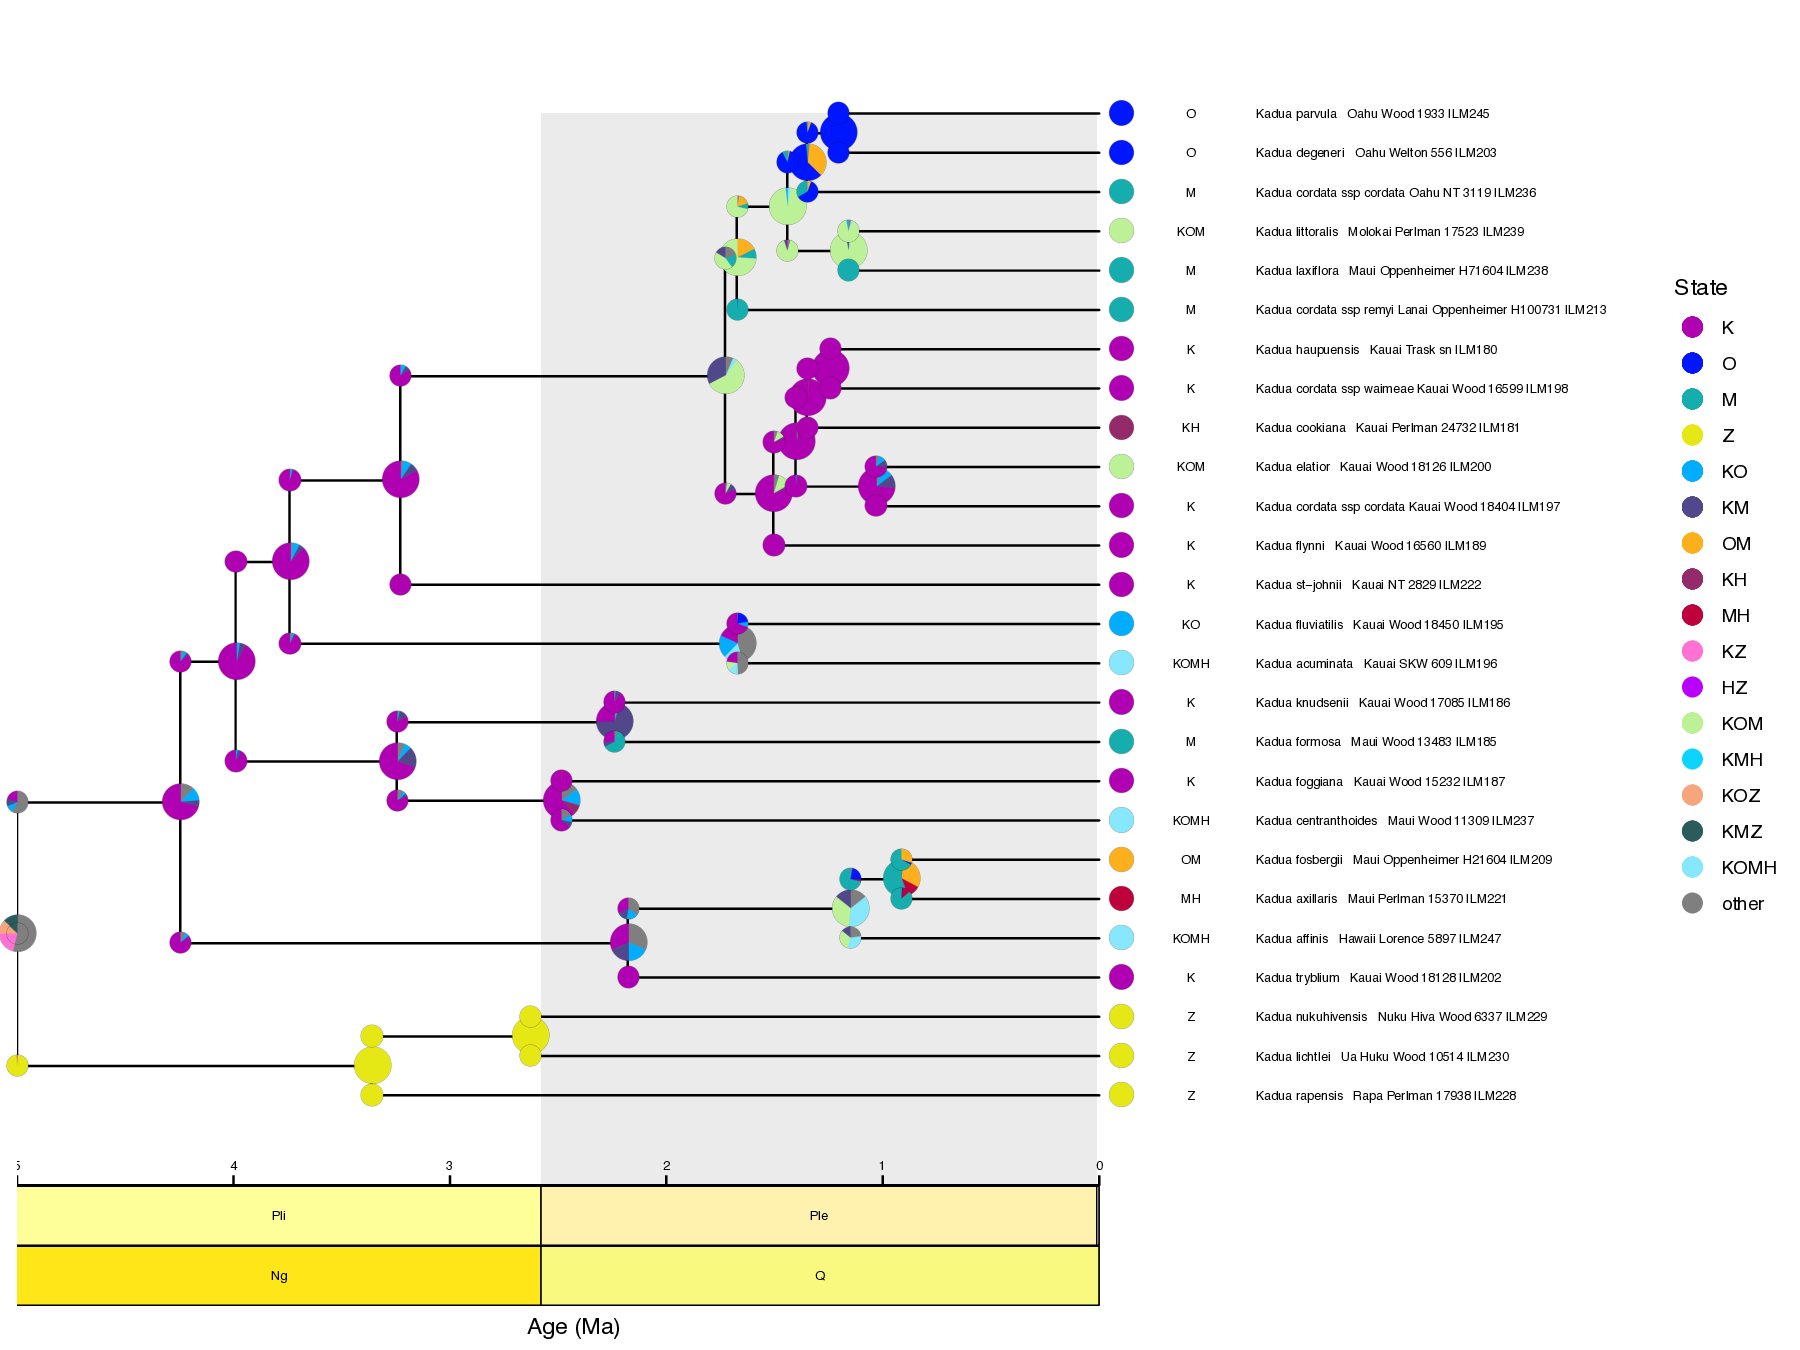 O Kadua parvula Oahu Wood 1933 ILM245
O Kadua degeneri Oahu Welton 556 ILM203
M Kadua cordata ssp cordata Oahu NT 3119 ILM236
KOM Kadua littoralis Molokai Perlman 17523 ILM239
M Kadua laxiflora Maui Oppenheimer H71604 ILM238
M Kadua cordata ssp remyi Lanai Oppenheimer H100731 ILM213
K Kadua haupuensis Kauai Trask sn ILM180
K Kadua cordata ssp waimeae Kauai Wood 16599 ILM198
KH Kadua cookiana Kauai Perlman 24732 ILM181
KOM Kadua elatior Kauai Wood 18126 ILM200
K Kadua cordata ssp cordata Kauai Wood 18404 ILM197
K Kadua flynni Kauai Wood 16560 ILM189
K Kadua st-johnii Kauai NT 2829 ILM222
KO Kadua fluviatilis Kauai Wood 18450 ILM195
KOMH Kadua acuminata Kauai SKW 609 ILM196
K Kadua knudsenii Kauai Wood 17085 ILM186
M Kadua formosa Maui Wood 13483 ILM185
K Kadua foggiana Kauai Wood 15232 ILM187
KOMH Kadua centranthoides Maui Wood 11309 ILM237
OM Kadua fosbergii Maui Oppenheimer H21604 ILM209
MH Kadua axillaris Maui Perlman 15370 ILM221
KOMH Kadua affinis Hawaii Lorence 5897 ILM247
K Kadua tryblium Kauai Wood 18128 ILM202
Z Kadua nukuhivensis Nuku Hiva Wood 6337 ILM229
Z Kadua lichtlei Ua Huku Wood 10514 ILM230
Z Kadua rapensis Rapa Perlman 17938 ILM228
State
K
O
M
Z
KO
KM
OM
KH
MH
KZ
HZ
KOM
KMH
KOZ
KMZ
KOMH
other
5 4 3 2 1 0
Pli Ple
Ng Q
Age (Ma)